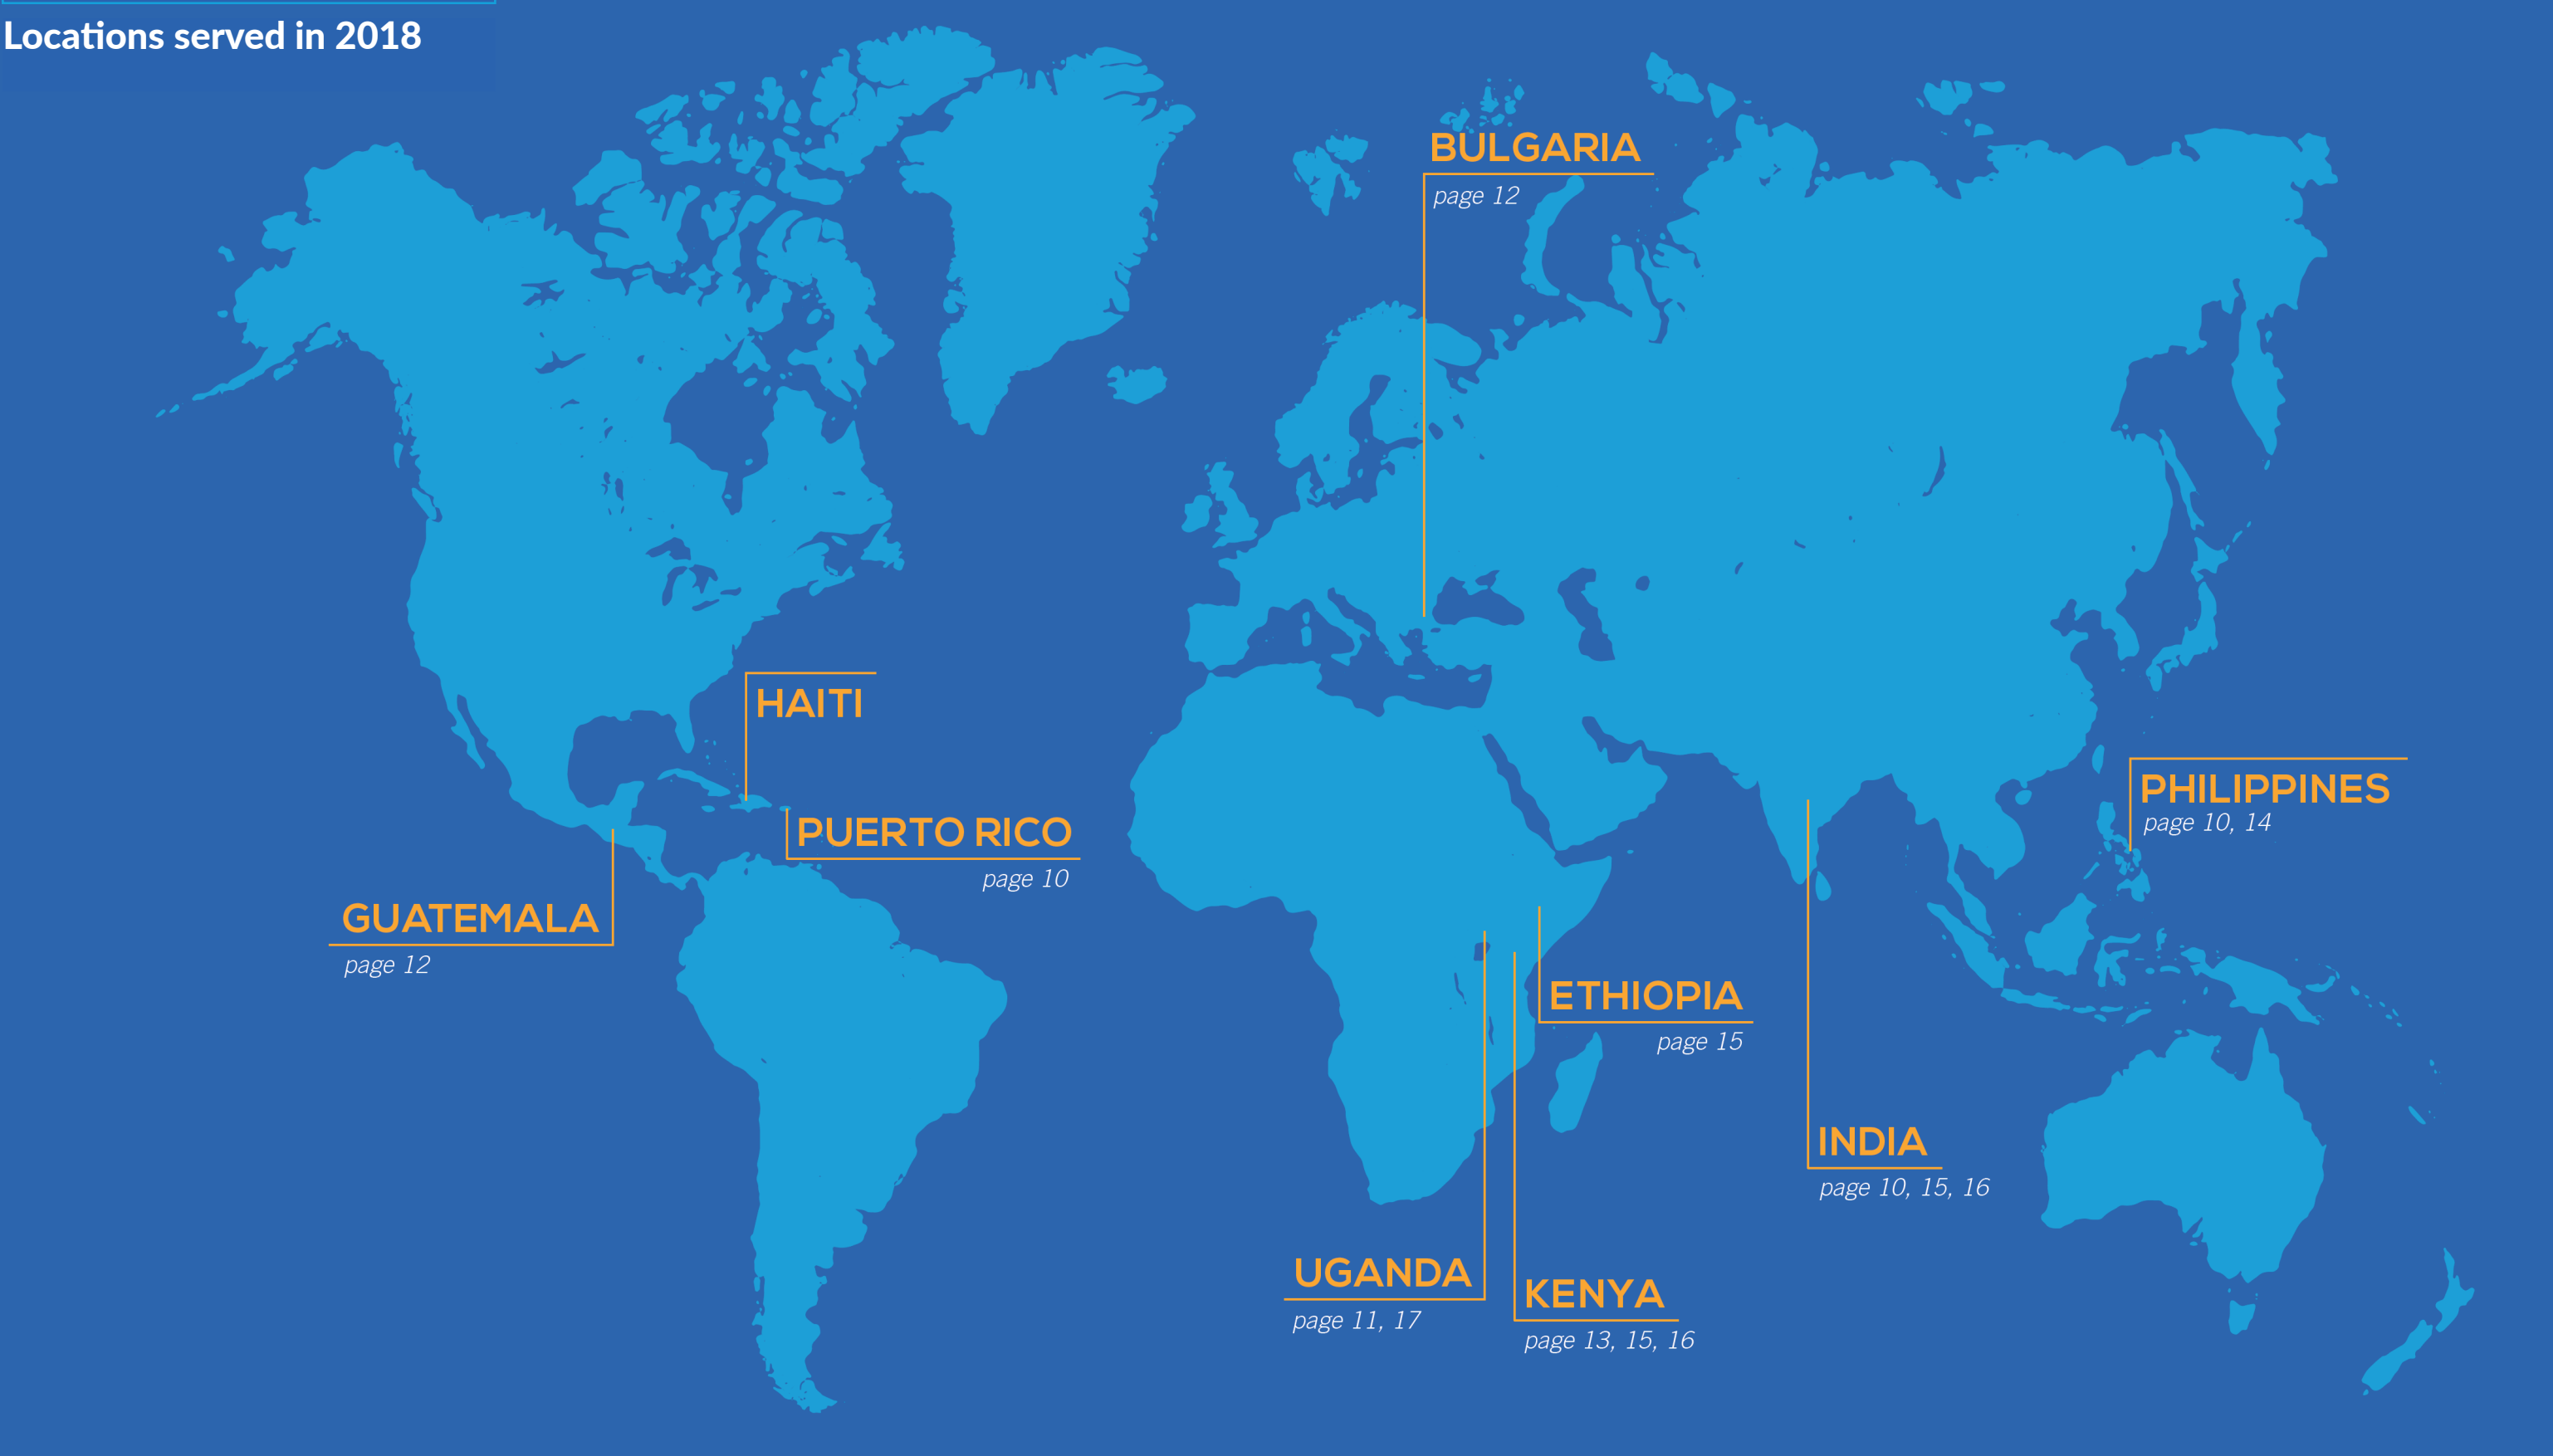 Locations served in 2018
BULGARIA
page 12
HAITI
PUERTO RICO
page 10
GUATEMALA
page 12
PHILIPPINES
page 10, 14
ETHIOPIA
page 15
INDIA
page 10, 15, 16
UGANDA
page 11, 17
KENYA
page 13, 15, 16